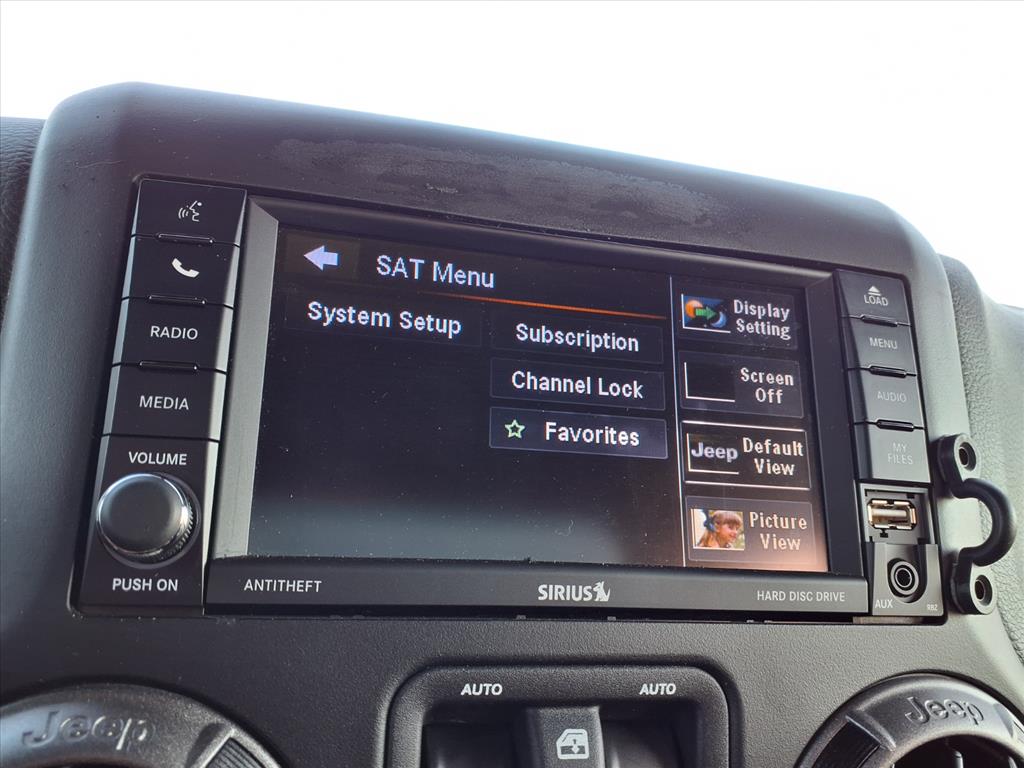 SAT Menu
System Setup
Subscription
Channel Lock
Favorites
Display
Setting
Screen
Off
Jeep
Default
View
Picture
View
RADIO
MEDIA
VOLUME
PUSH ON
LOAD
MENU
AUDIO
MY
FILES
AUX
RBZ
ANTITHEFT
SIRIUS
HARD DISC DRIVE
AUTO
AUTO
Jeep
Jeep